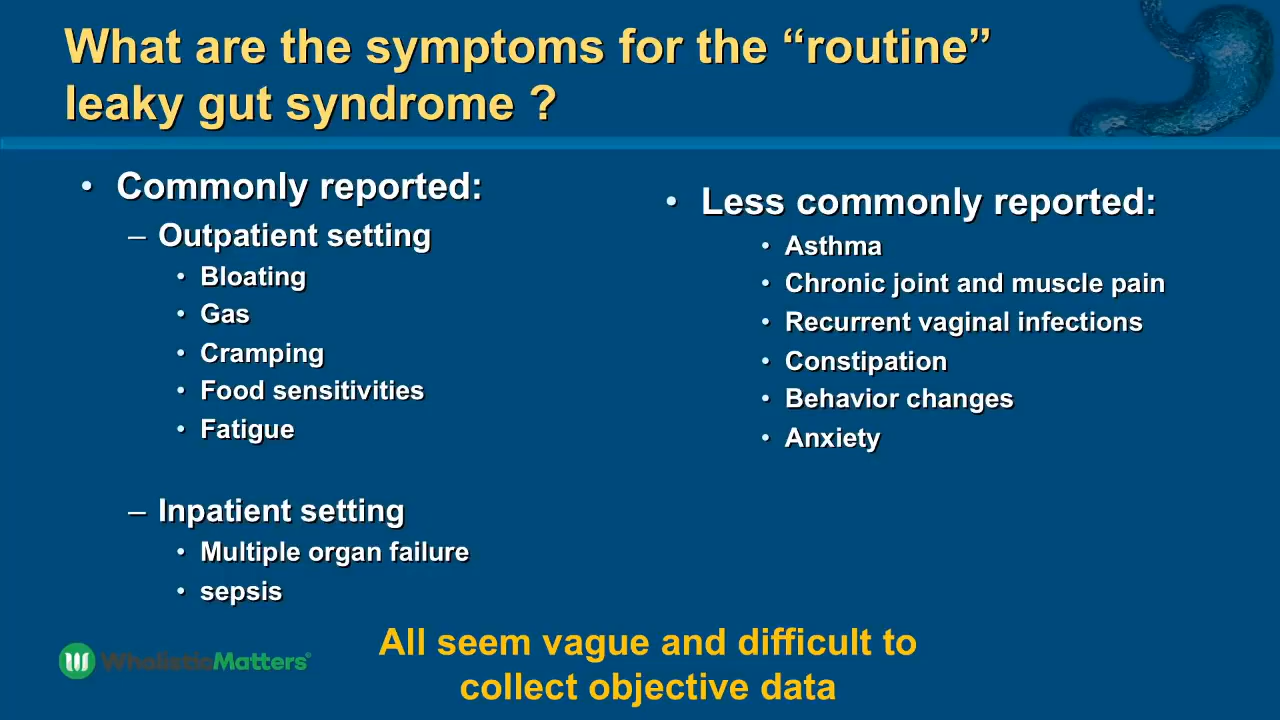 What are the symptoms for the “routine”
leaky gut syndrome ?
• Commonly reported:
– Outpatient setting
• Bloating
• Gas
• Cramping
• Food sensitivities
• Fatigue
– Inpatient setting
• Multiple organ failure
• sepsis
• Less commonly reported:
• Asthma
• Chronic joint and muscle pain
• Recurrent vaginal infections
• Constipation
• Behavior changes
• Anxiety
WholisticMatters®
All seem vague and difficult to
collect objective data